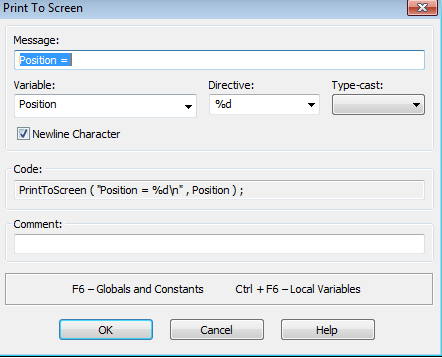 Print To Screen
Message:
Position =
Variable: Directive: Type-cast:
Position %d
Newline Character
Code:
PrintToScreen ( "Position = %d\n" , Position ) ;
Comment:
F6 – Globals and Constants Ctrl + F6 – Local Variables
OK Cancel Help